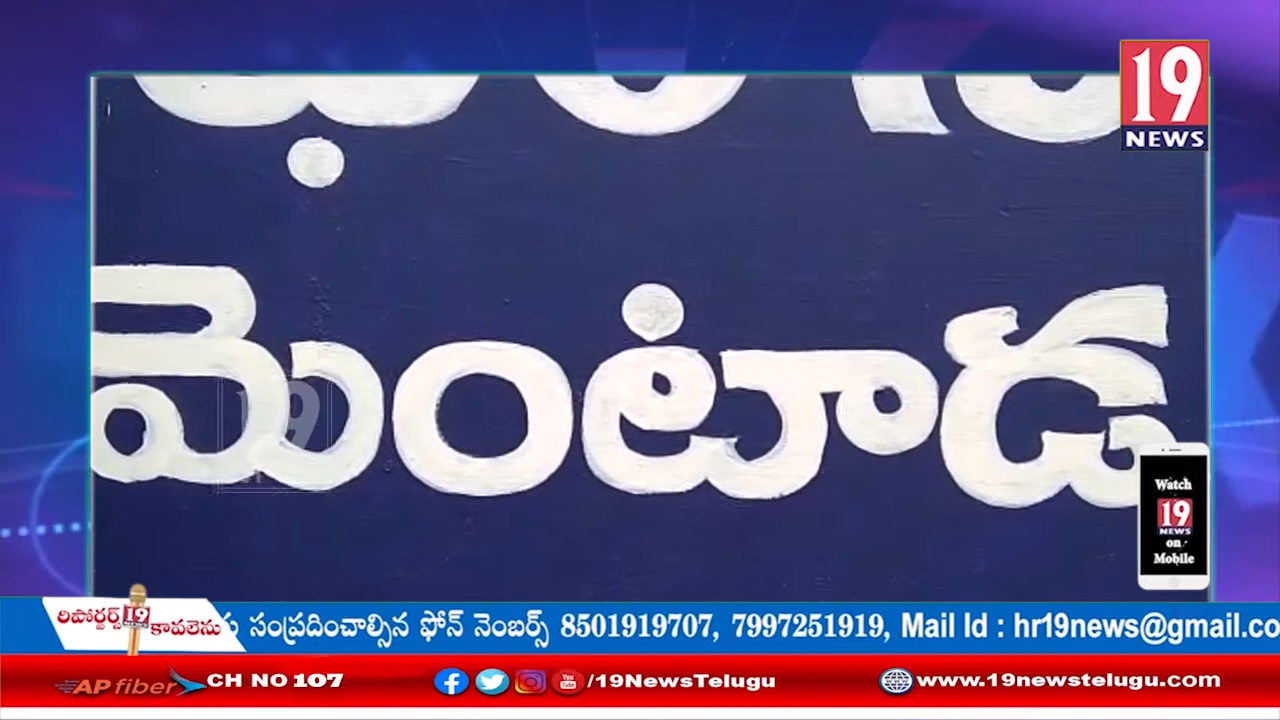 19
NEWS
మెంటాడ
Watch
19
NEWS
on
Mobile
రిపోర్టర్స్ 19 కావలెను
సంప్రదించాల్సిన ఫోన్ నెంబర్స్ 8501919707, 7997251919, Mail Id : hr19news@gmail.co
AP fiber CH NO 107 /19NewsTelugu www.19newstelugu.com